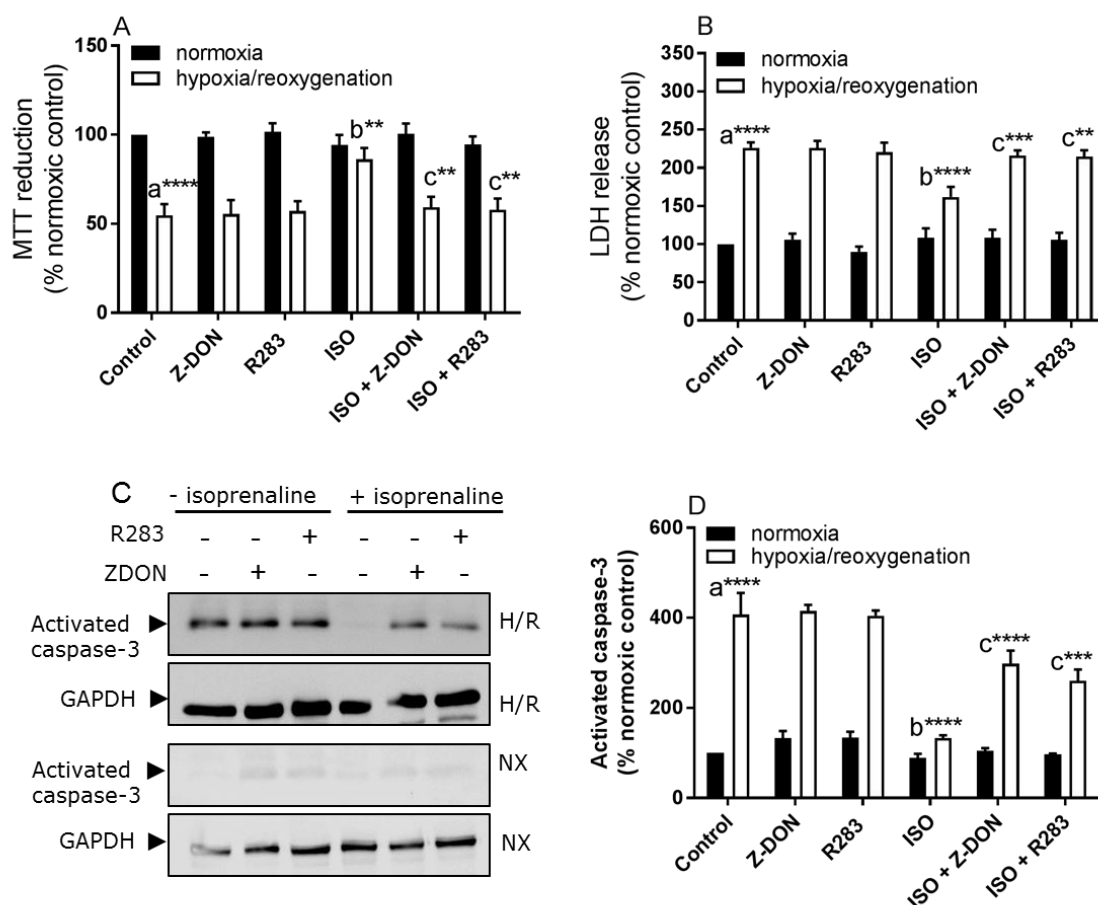 A
MTT reduction
(% normoxic control)
150
100
50
0
normoxia
hypoxia/reoxygenation
a****
b**
c**
c**
Control
Z-DON
R283
ISO
ISO + Z-DON
ISO + R283
B
LDH release
(% normoxic control)
350
300
250
200
150
100
50
0
normoxia
hypoxia/reoxygenation
a****
b****
c***
c**
Control
Z-DON
R283
ISO
ISO + Z-DON
ISO + R283
C
- isoprenaline + isoprenaline
R283 - - + - - +
ZDON - + - - + -
Activated
caspase-3
H/R
GAPDH
H/R
Activated
caspase-3
NX
GAPDH
NX
D
Activated caspase-3
(% normoxic control)
600
400
200
0
normoxia
hypoxia/reoxygenation
a****
b****
c****
c***
Control
Z-DON
R283
ISO
ISO + Z-DON
ISO + R283